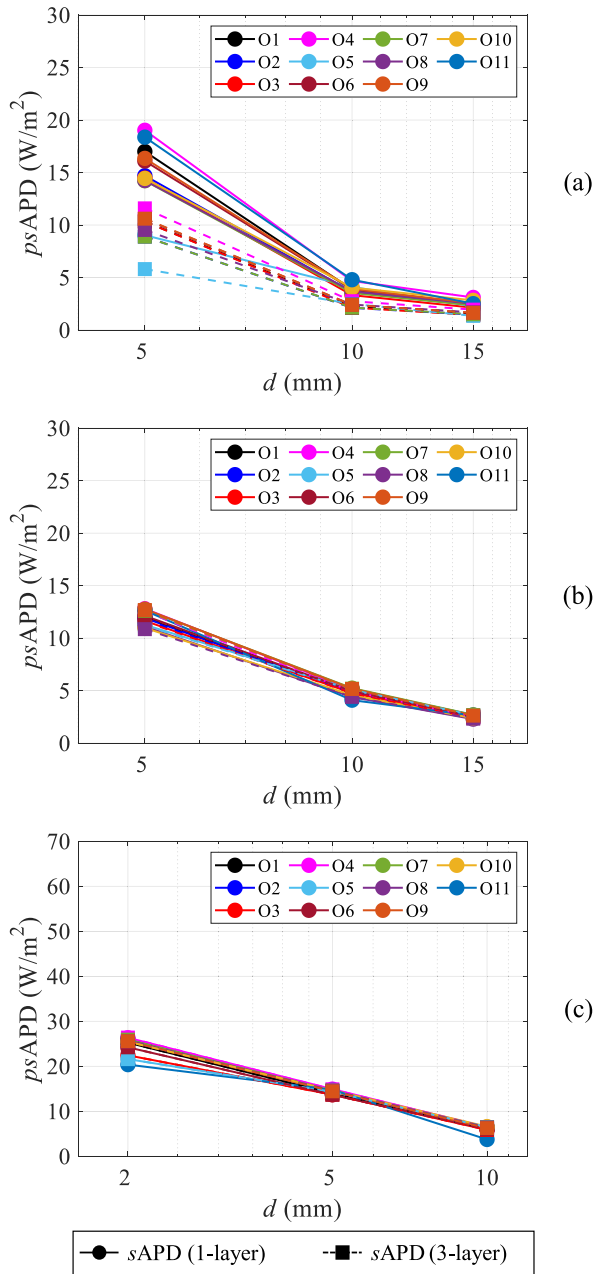 30
25
20
15
10
5
0
psAPD (W/m²)
O1 O4 O7 O10
O2 O5 O8 O11
O3 O6 O9
5 10 15
d (mm)
(a)
30
25
20
15
10
5
0
psAPD (W/m²)
O1 O4 O7 O10
O2 O5 O8 O11
O3 O6 O9
5 10 15
d (mm)
(b)
70
60
50
40
30
20
10
0
psAPD (W/m²)
O1 O4 O7 O10
O2 O5 O8 O11
O3 O6 O9
2 5 10
d (mm)
(c)
sAPD (1-layer) sAPD (3-layer)